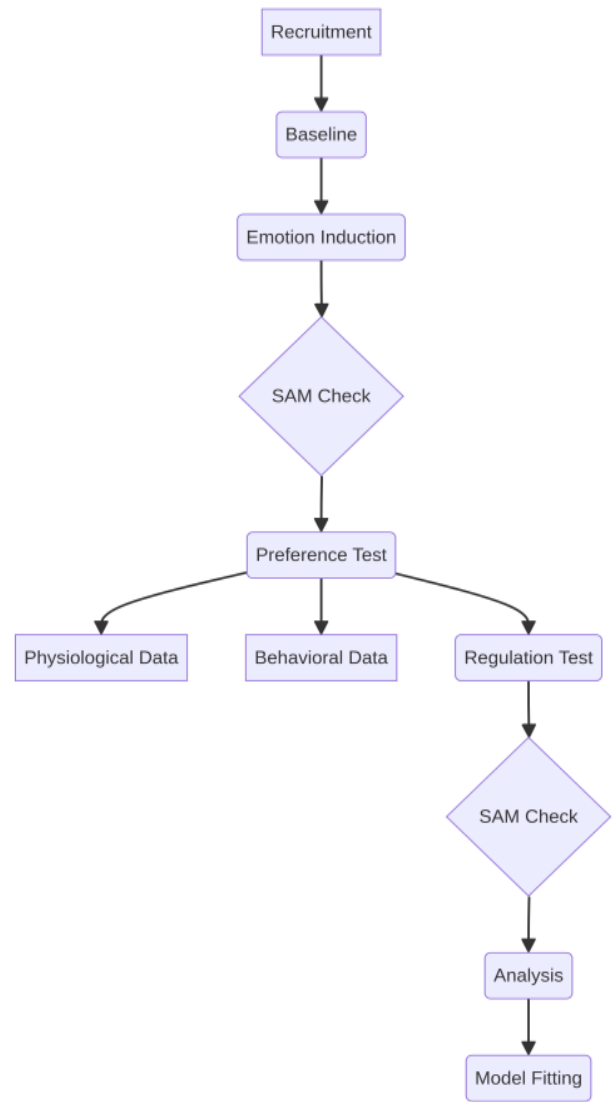 Recruitment
Baseline
Emotion Induction
SAM Check
Preference Test
Physiological Data
Behavioral Data
Regulation Test
SAM Check
Analysis
Model Fitting